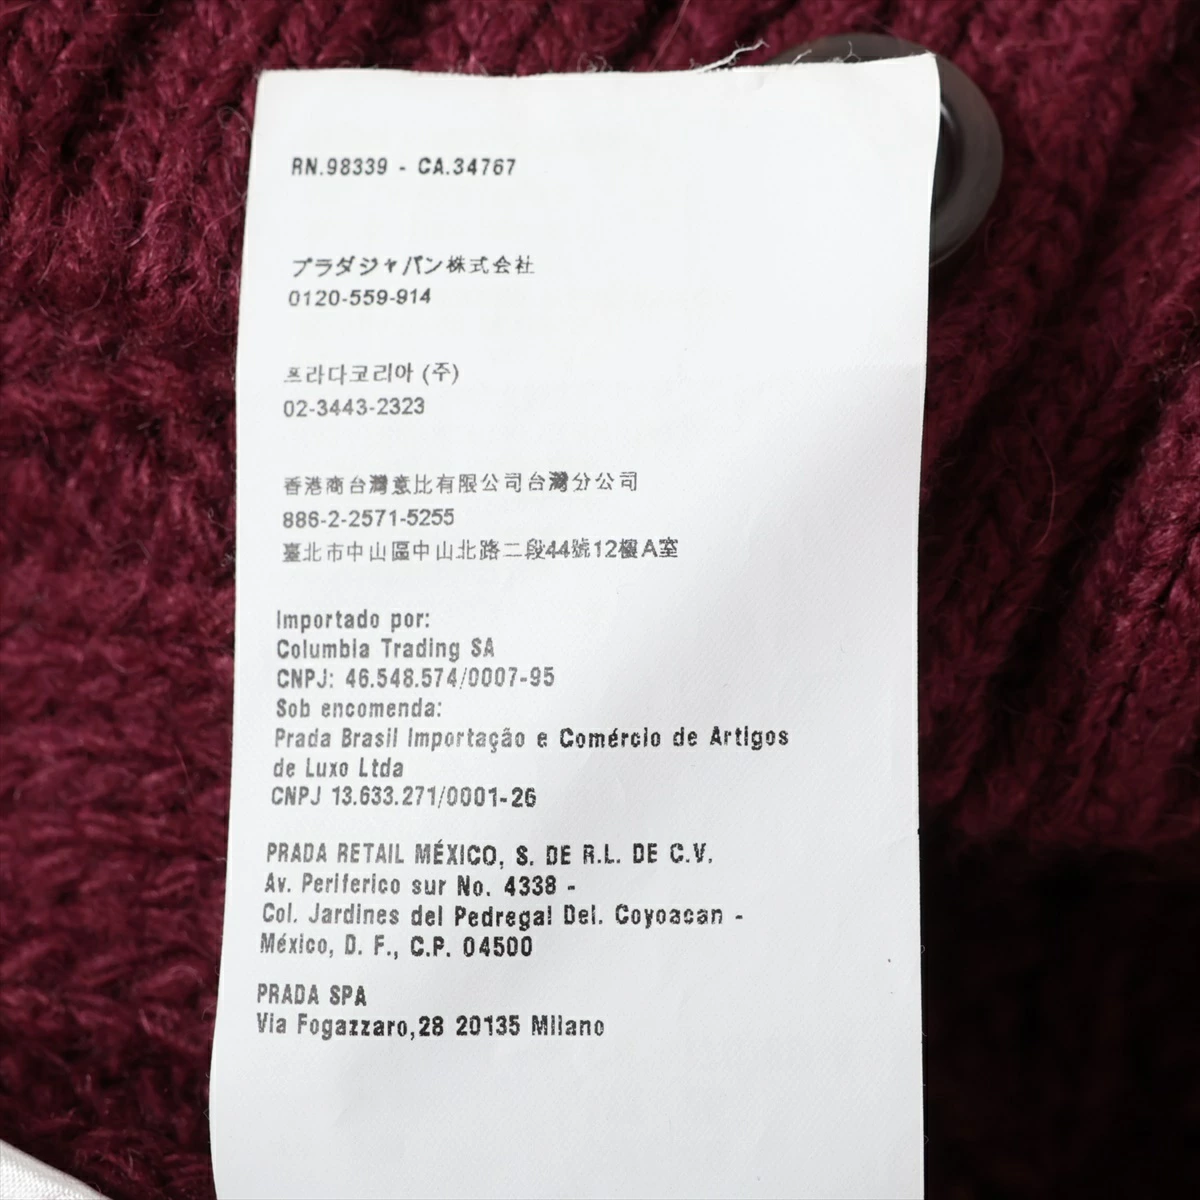 RN.98339 - CA.34767
プラダジャパン株式会社
0120-559-914
프라다코리아 (주)
02-3443-2323
香港商台灣意比有限公司台灣分公司
886-2-2571-5255
臺北市中山區中山北路二段44號12樓A室
Importado por:
Columbia Trading SA
CNPJ: 46.548.574/0007-95
Sob encomenda:
Prada Brasil Importação e Comércio de Artigos
de Luxo Ltda
CNPJ 13.633.271/0001-26
PRADA RETAIL MÉXICO, S. DE R.L. DE C.V.
Av. Periferico sur No. 4338 -
Col. Jardines del Pedregal Del. Coyoacan -
México, D. F., C.P. 04500
PRADA SPA
Via Fogazzaro,28 20135 Milano